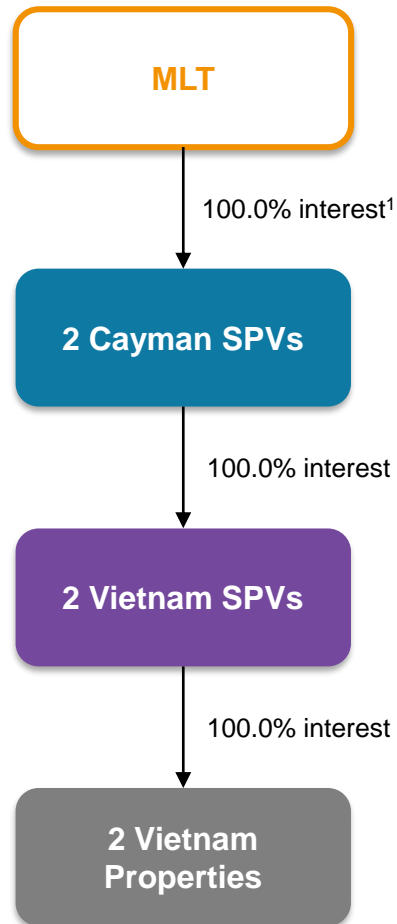 MLT
100.0% interest¹
2 Cayman SPVs
100.0% interest
2 Vietnam SPVs
100.0% interest
2 Vietnam
Properties